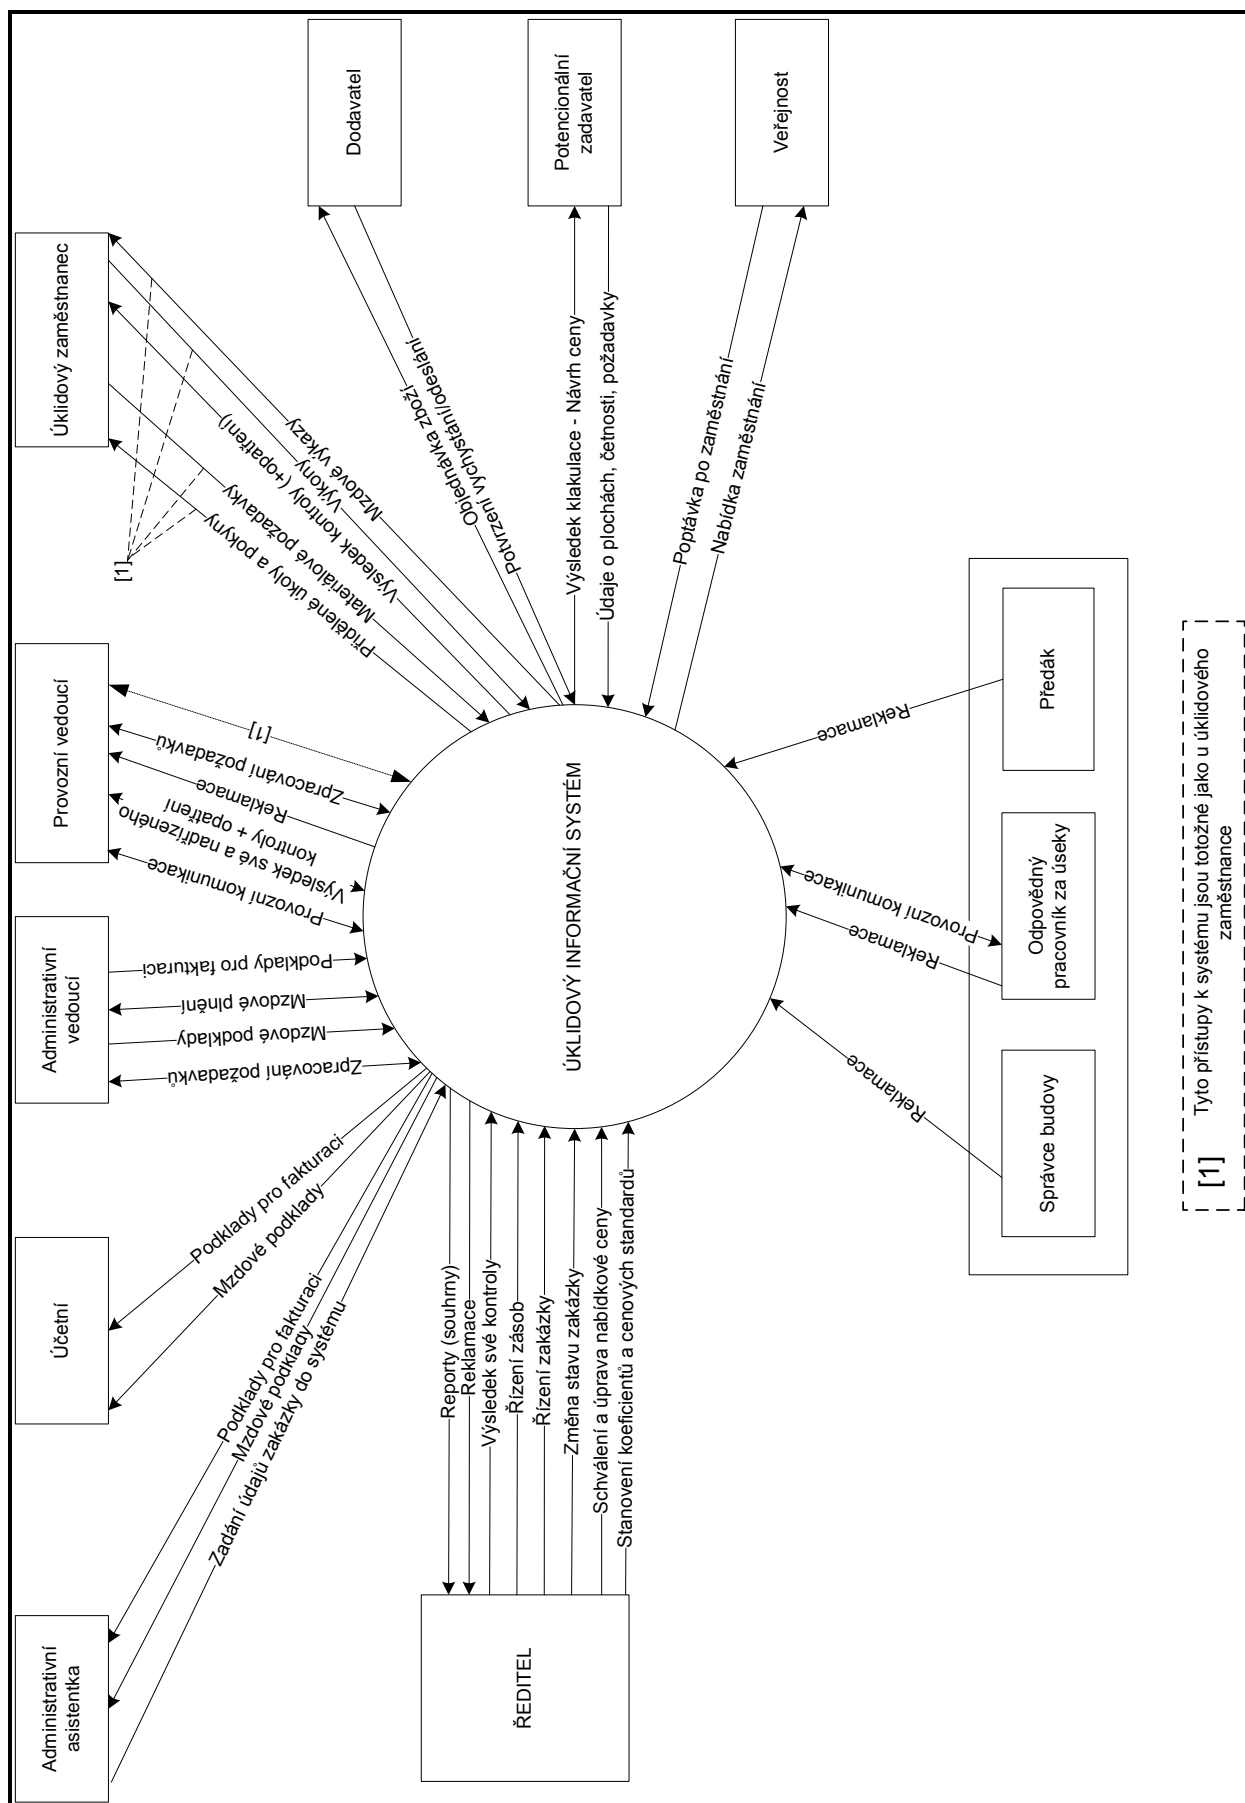 Administrativní
asistentka
Účetní
Administrativní
vedoucí
Provozní vedoucí
Úklidový zaměstnanec
Dodavatel
Potencionální
zadavatel
Veřejnost
ŘEDITEL
ÚKLIDOVÝ INFORMAČNÍ SYSTÉM
Podklady pro fakturaci
Mzdové podklady
Zadání údajů zakázky do systému
Podklady pro fakturaci
Mzdové podklady
Zpracování požadavků
Mzdové podklady
Mzdové plnění
Podklady pro fakturaci
Provozní komunikace
Výsledek své a nadřízeného
kontroly + opatření
Reklamace
Zpracování požadavků
[1]
[1]
Přidělené úkoly a pokyny
Materiálové požadavky
Výsledek kontroly (+opatření)
Výkony
Mzdové výkazy
Objednávka zboží
Potvrzení vychystání/odeslání
Výsledek klakulace - Návrh ceny
Údaje o plochách, četnosti, požadavky
Poptávka po zaměstnání
Nabídka zaměstnání
Reporty (souhrny)
Reklamace
Výsledek své kontroly
Řízení zásob
Řízení zakázky
Změna stavu zakázky
Schválení a úprava nabídkové ceny
Stanovení koeficientů a cenových standardů
Reklamace
Reklamace
Provozní komunikace
Reklamace
Správce budovy
Odpovědný
pracovník za úseky
Předák
[1] Tyto přístupy k systému jsou totožné jako u úklidového
zaměstnance